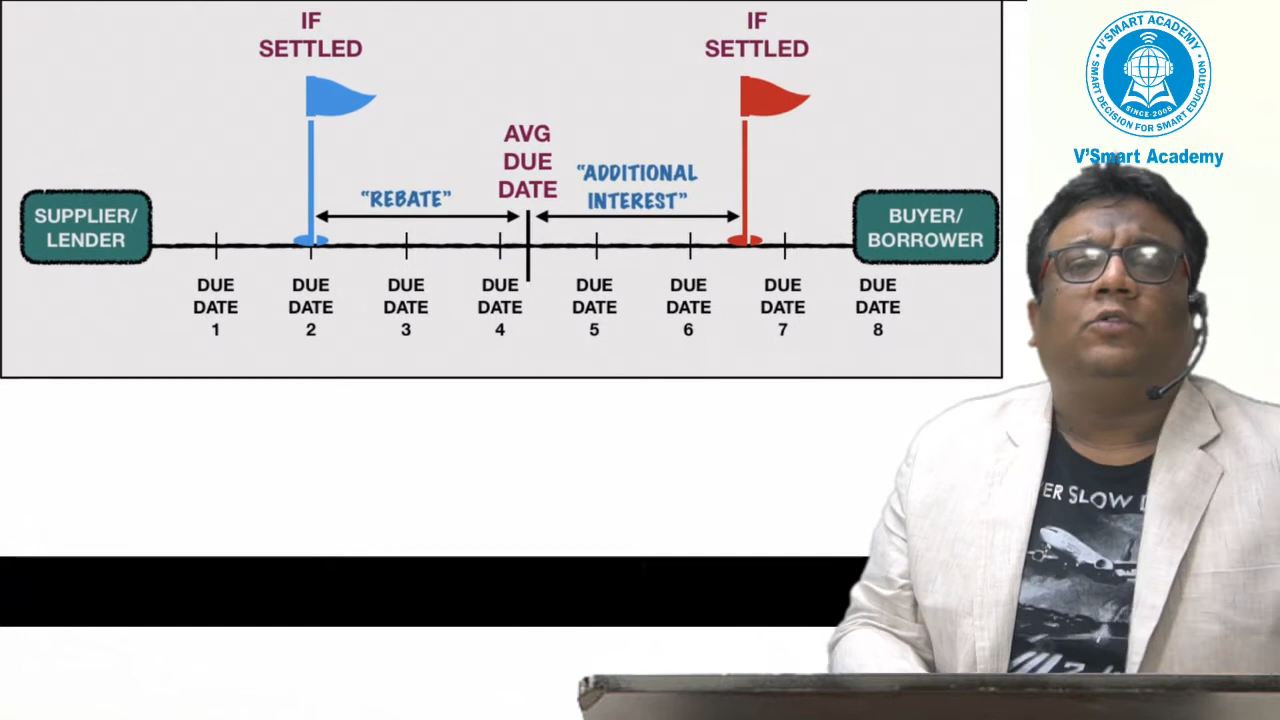 IF
SETTLED
IF
SETTLED
AVG
DUE
DATE
"REBATE"
"ADDITIONAL
INTEREST"
SUPPLIER/
LENDER
BUYER/
BORROWER
DUE
DATE
1
DUE
DATE
2
DUE
DATE
3
DUE
DATE
4
DUE
DATE
5
DUE
DATE
6
DUE
DATE
7
DUE
DATE
8
V'SMART ACADEMY
SMART DECISION FOR SMART EDUCATION
SINCE-2005
V'Smart Academy
SLOW